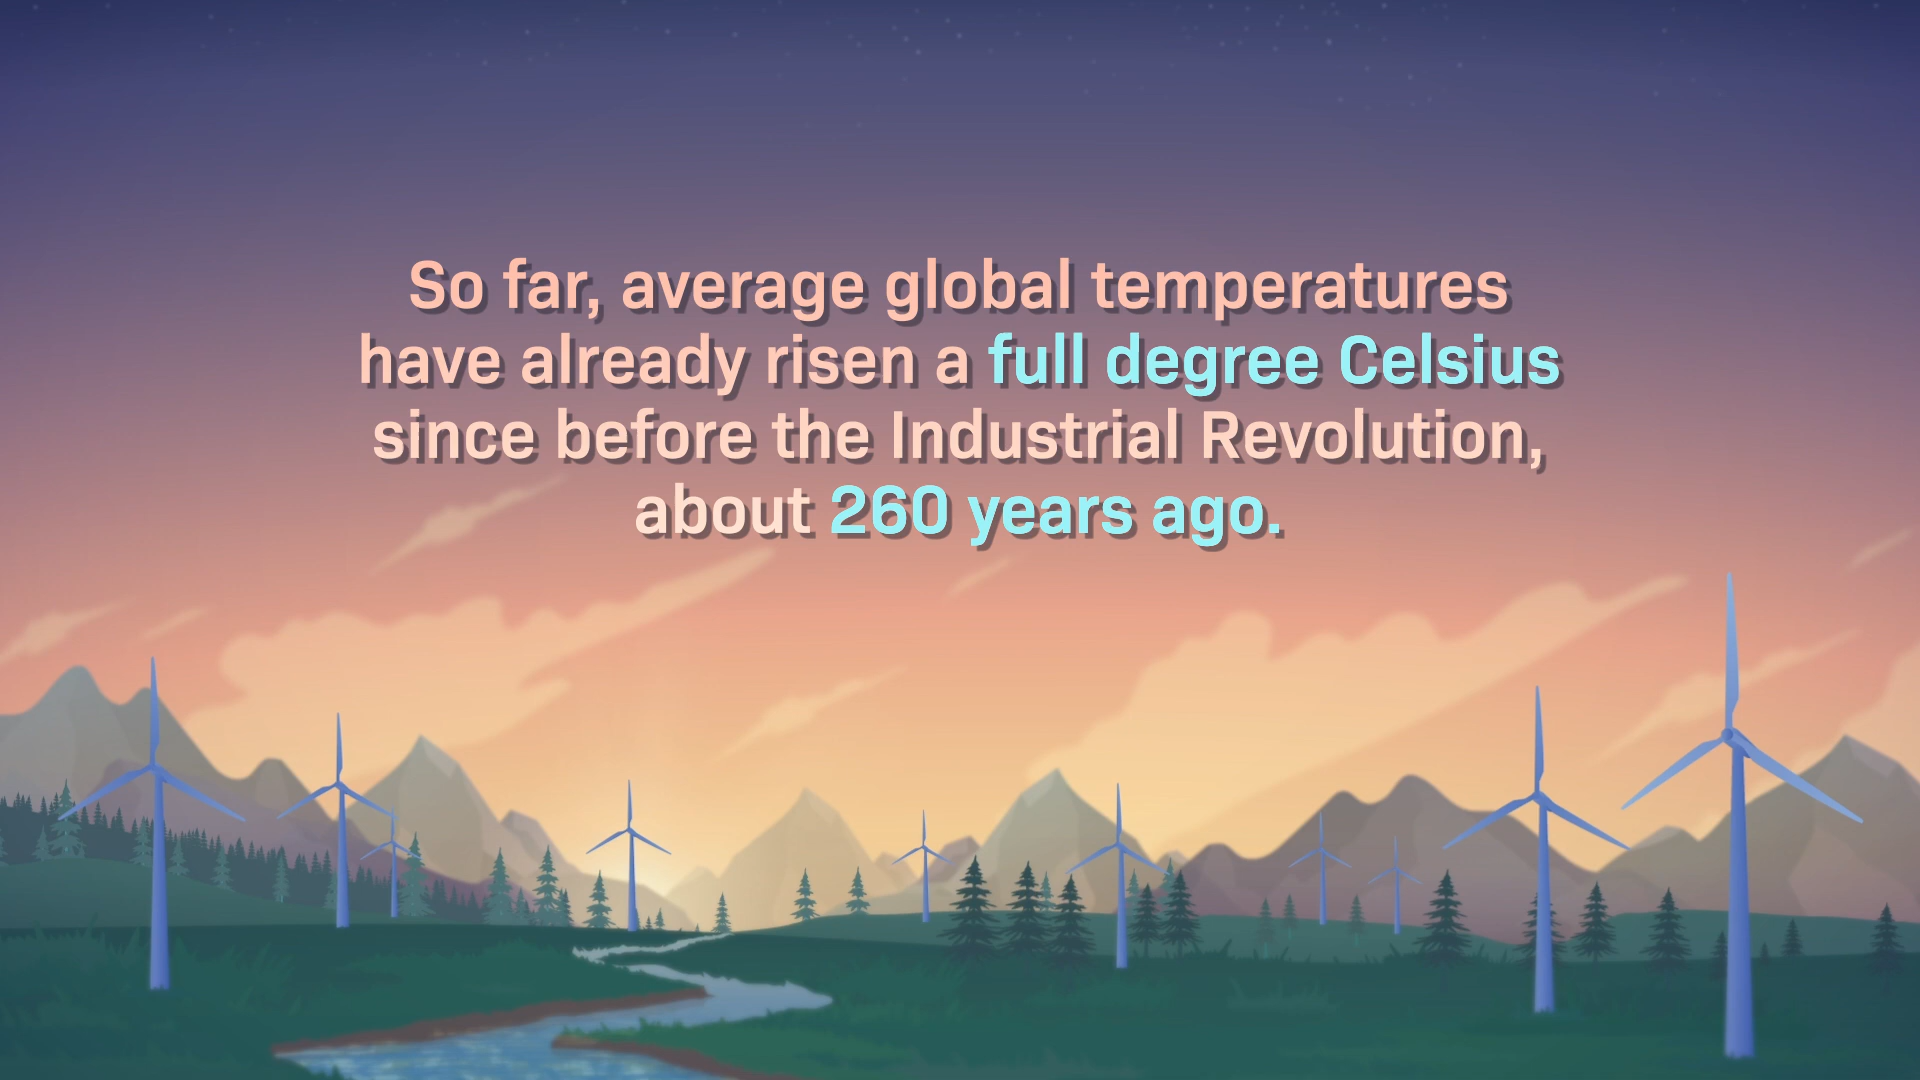 So far, average global temperatures
have already risen a full degree Celsius
since before the Industrial Revolution,
about 260 years ago.